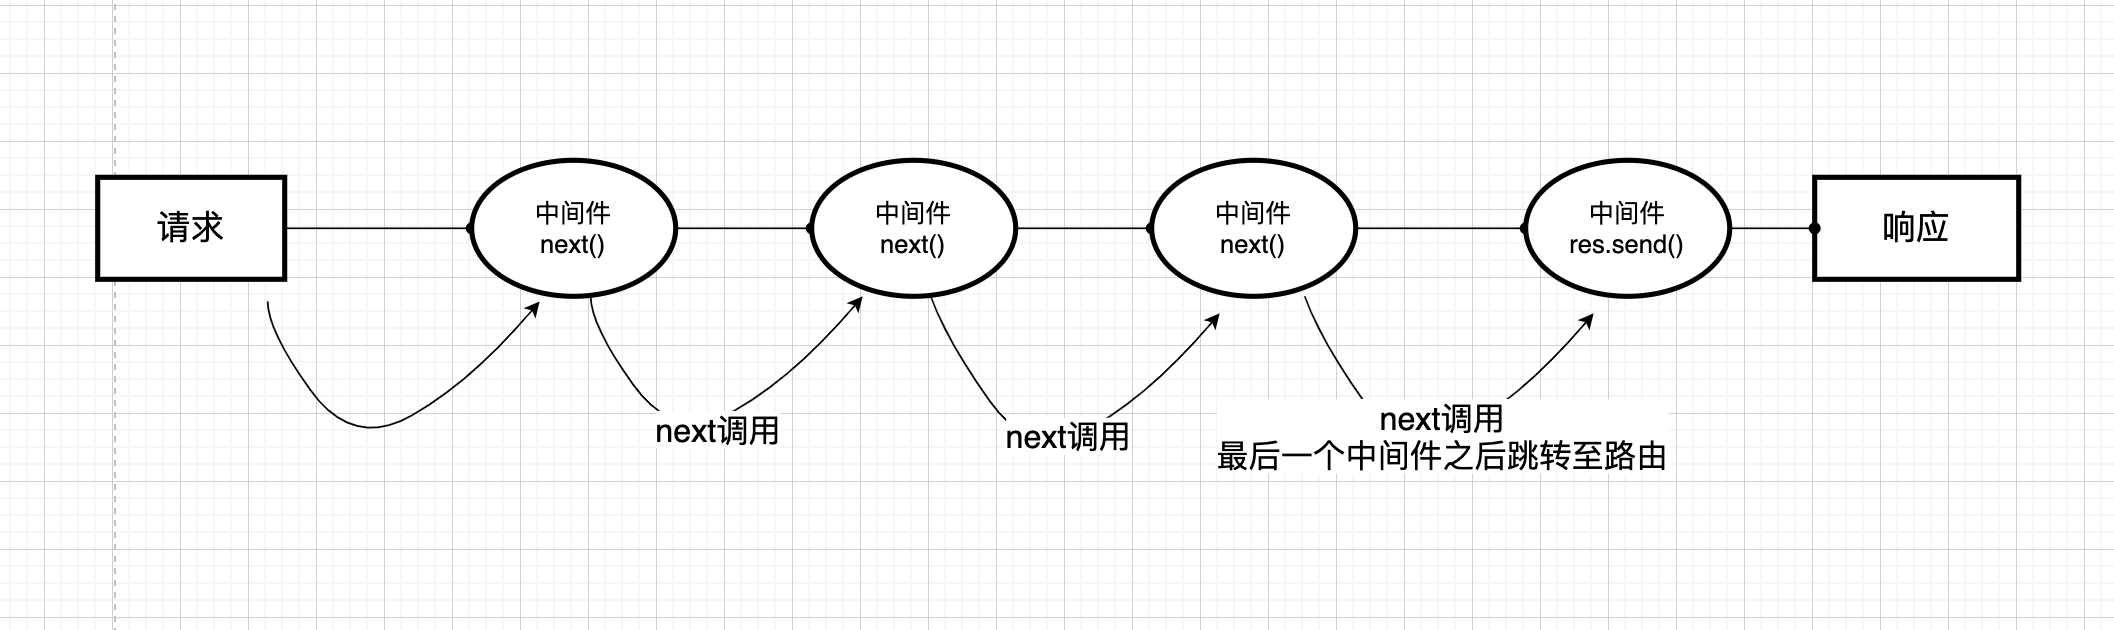 请求
中间件
next()
中间件
next()
中间件
next()
中间件
res.send()
响应
next调用
next调用
next调用
最后一个中间件之后跳转至路由